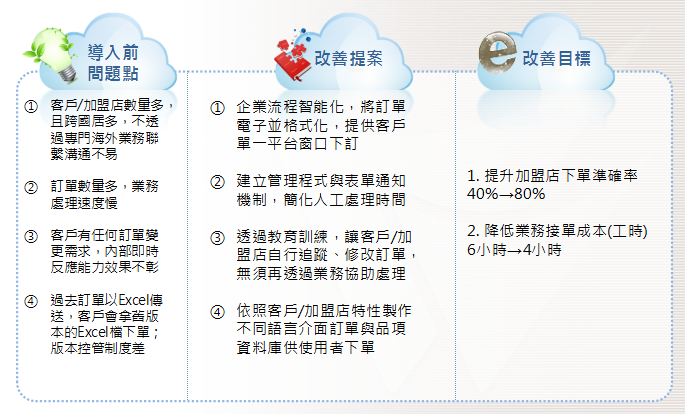 導入前
問題點
① 客戶/加盟店數量多，
且跨國居多，不透
過專門海外業務聯
繫溝通不易
② 訂單數量多，業務
處理速度慢
③ 客戶有任何訂單變
更需求，內部即時
反應能力效果不彰
④ 過去訂單以Excel傳
送，客戶會拿舊版
本的Excel檔下單；
版本控管制度差
改善提案
① 企業流程智能化，將訂單
電子並格式化，提供客戶
單一平台窗口下訂
② 建立管理程式與表單通知
機制，簡化人工處理時間
③ 透過教育訓練，讓客戶/加
盟店自行追蹤、修改訂單，
無須再透過業務協助處理
④ 依照客戶/加盟店特性製作
不同語言介面訂單與品項
資料庫供使用者下單
e
改善目標
1. 提升加盟店下單準確率
40%→80%
2. 降低業務接單成本(工時)
6小時→4小時